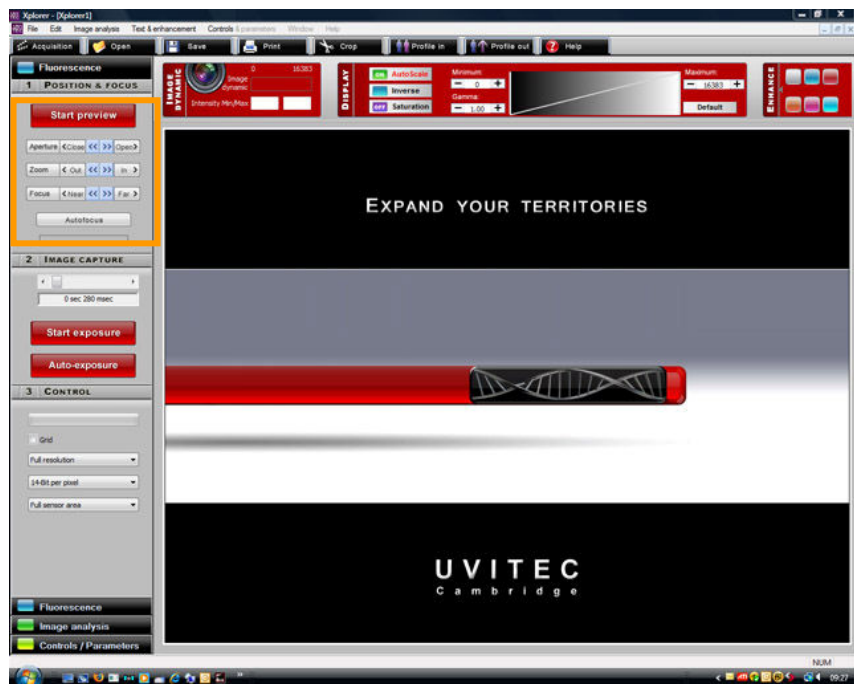 Xplorer - [Xplorer1]
File Edit Image analysis Text & enhancement Controls & parameters Window Help
Acquisition Open Save Print Crop Profile in Profile out Help
Fluorescence
1 POSITION & FOCUS
Start preview
Aperture Close << >> Open
Zoom Out << >> In
Focus Near << >> Far
Autofocus
2 IMAGE CAPTURE
0 sec 280 msec
Start exposure
Auto-exposure
3 CONTROL
Grid
Full resolution
14-Bit per pixel
Full sensor area
Fluorescence
Image analysis
Controls / Parameters
IMAGE DYNAMIC
0 16383
Image dynamic
Intensity Min/Max:
DISPLAY
ON AutoScale
Inverse
OFF Saturation
Minimum:
- 0 +
Gamma:
- 1.00 +
Maximum:
- 16383 +
Default
ENHANCE
EXPAND YOUR TERRITORIES
UVITEC
Cambridge
NUM
09:27